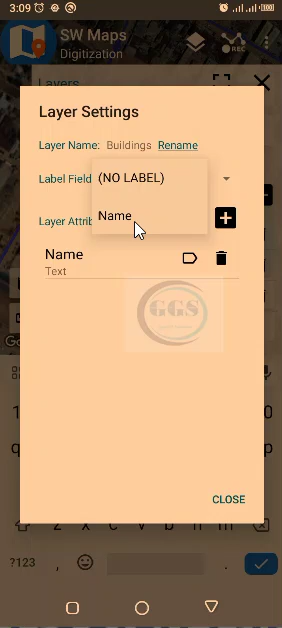 3:09
SW Maps
Digitization
REC
Layers
Layer Settings
Layer Name: Buildings Rename
Label Field
(NO LABEL)
Name
Layer Attrib
Name
Text
GGS
CLOSE
z x c v b n m
?123 , .